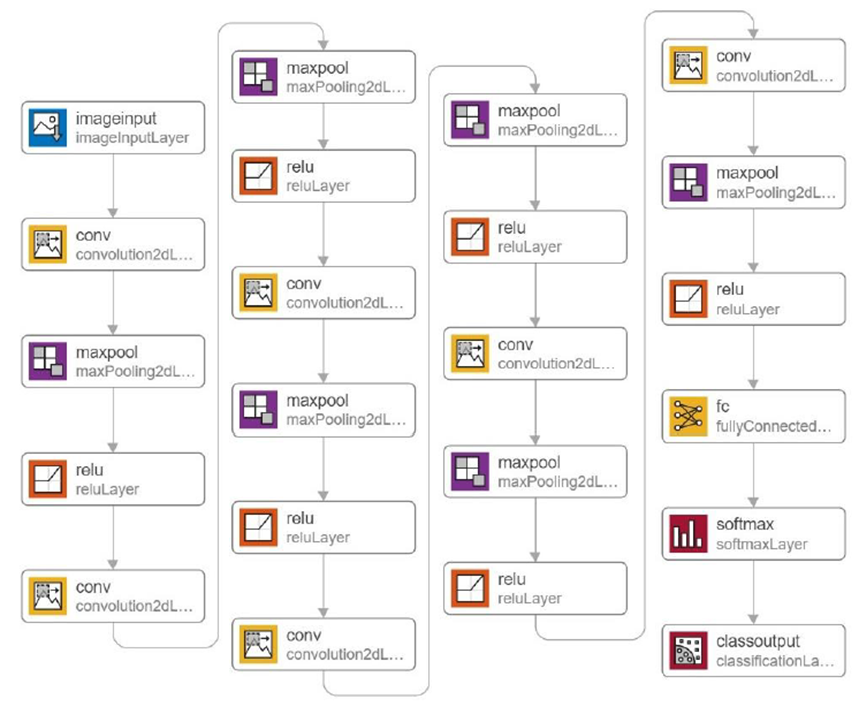 imageinput
imageInputLayer
conv
convolution2dL...
maxpool
maxPooling2dL...
relu
reluLayer
conv
convolution2dL...
maxpool
maxPooling2dL...
relu
reluLayer
conv
convolution2dL...
maxpool
maxPooling2dL...
relu
reluLayer
conv
convolution2dL...
maxpool
maxPooling2dL...
relu
reluLayer
conv
convolution2dL...
maxpool
maxPooling2dL...
relu
reluLayer
conv
convolution2dL...
maxpool
maxPooling2dL...
relu
reluLayer
fc
fullyConnected...
softmax
softmaxLayer
classoutput
classificationLa...